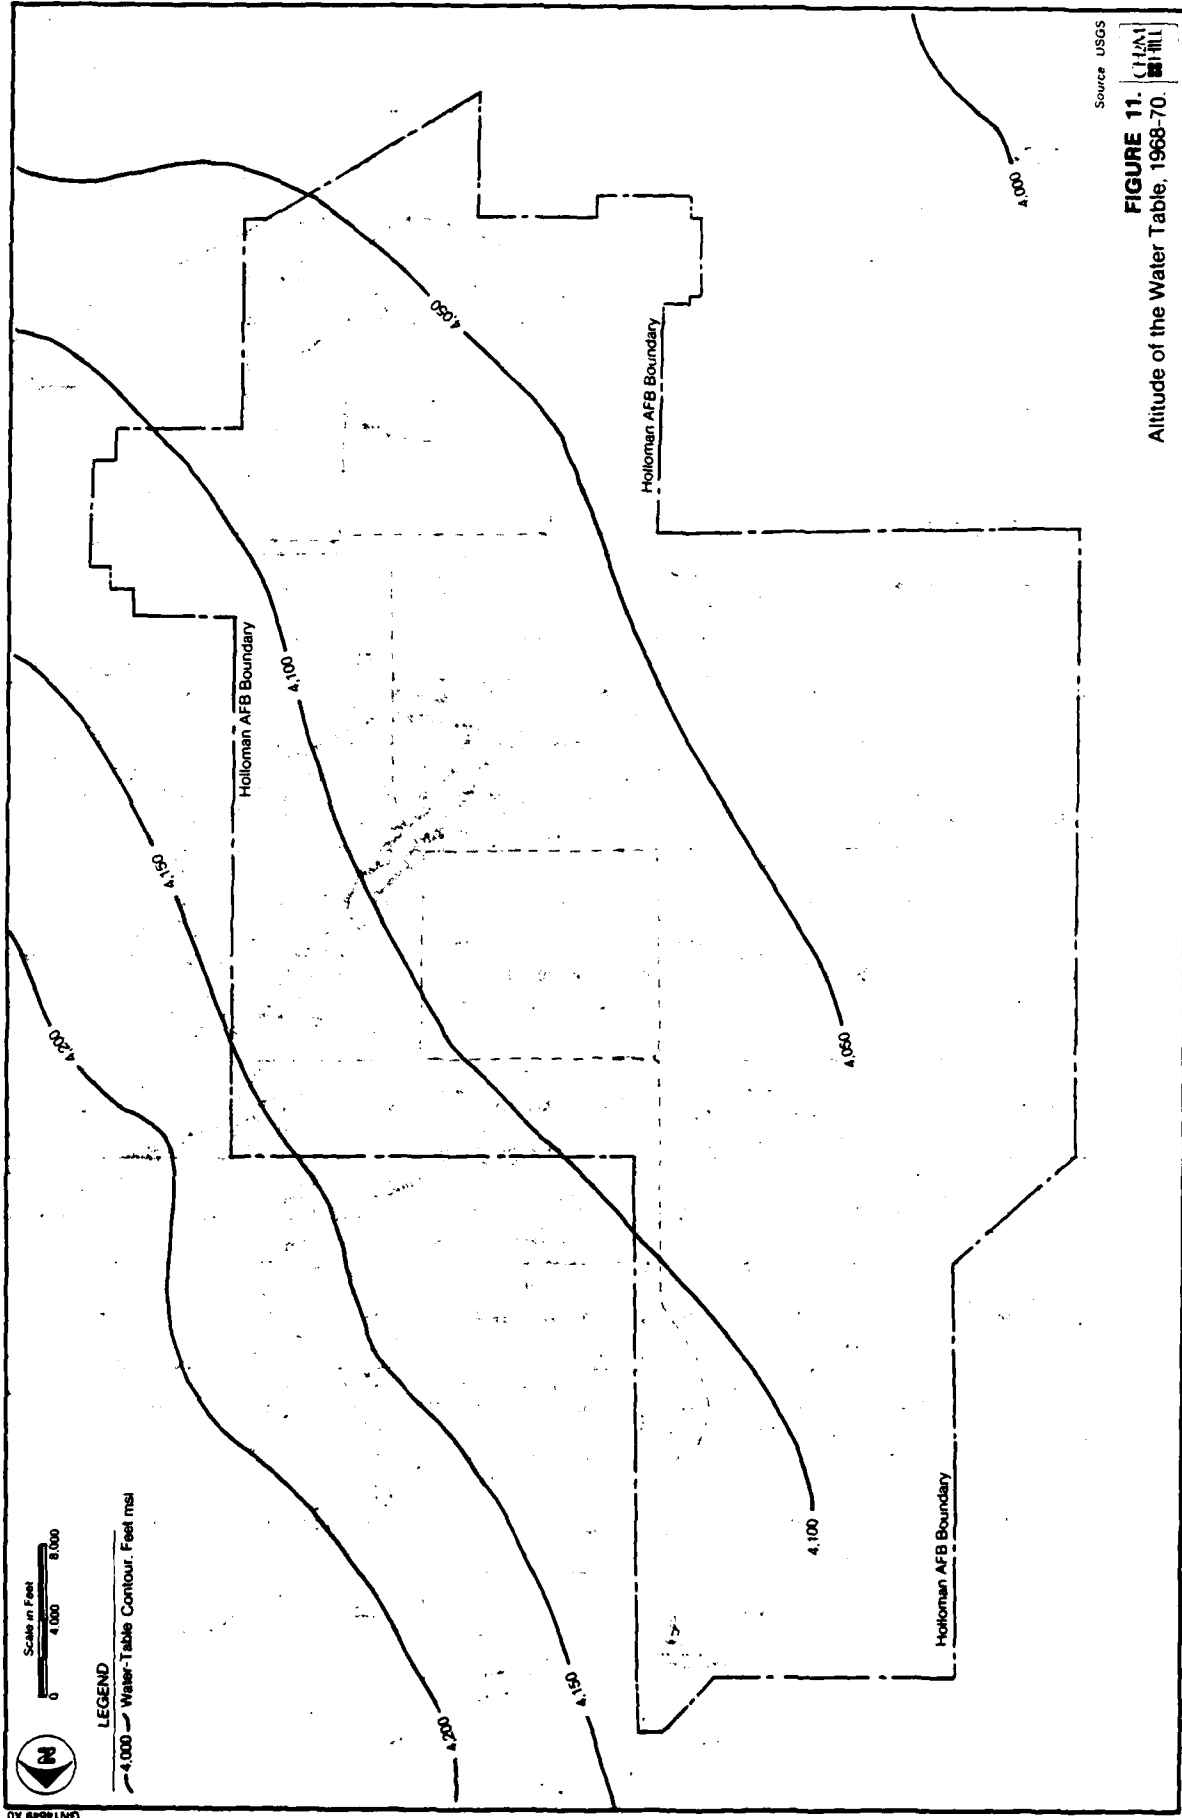 Scale in Feet
0 4,000 8,000
N
LEGEND
4,000 Water-Table Contour, Feet msl
4,200
4,200
4,150
4,150
4,100
4,100
4,050
4,050
4,000
Holloman AFB Boundary
Holloman AFB Boundary
Holloman AFB Boundary
Source USGS
FIGURE 11.
Altitude of the Water Table, 1968-70.
CH2M
HILL